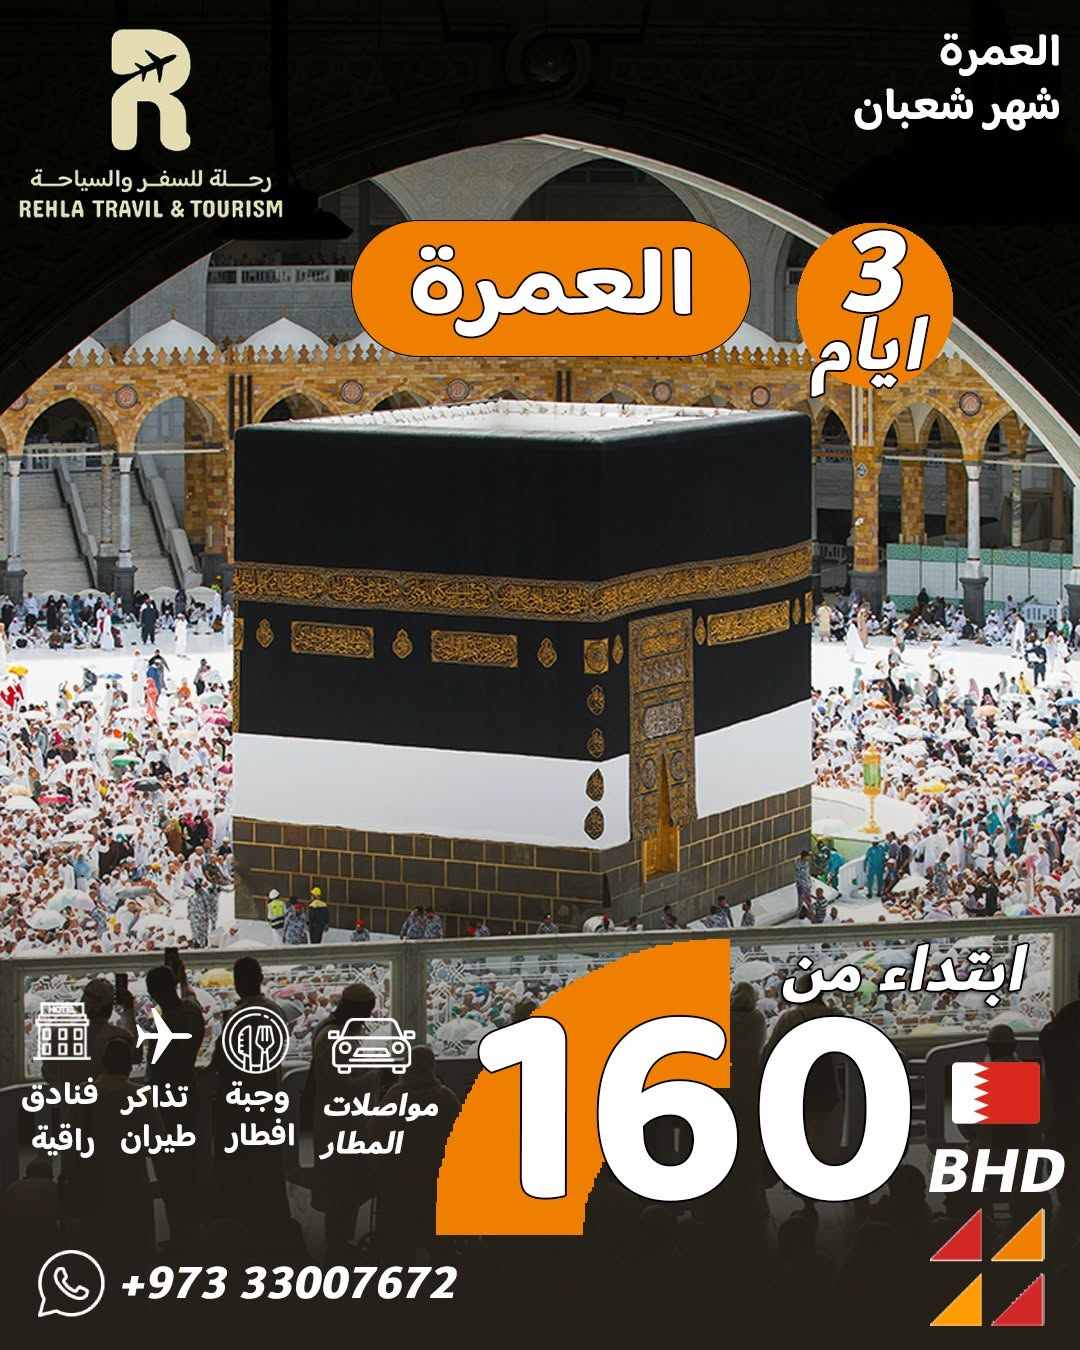 العمرة
شهر شعبان
رحلة للسفر والسياحة
REHLA TRAVIL & TOURISM
العمرة
3
ايام
ابتداء من
160
BHD
HOTEL
فنادق
راقية
تذاكر
طيران
وجبة
افطار
مواصلات
المطار
+973 33007672